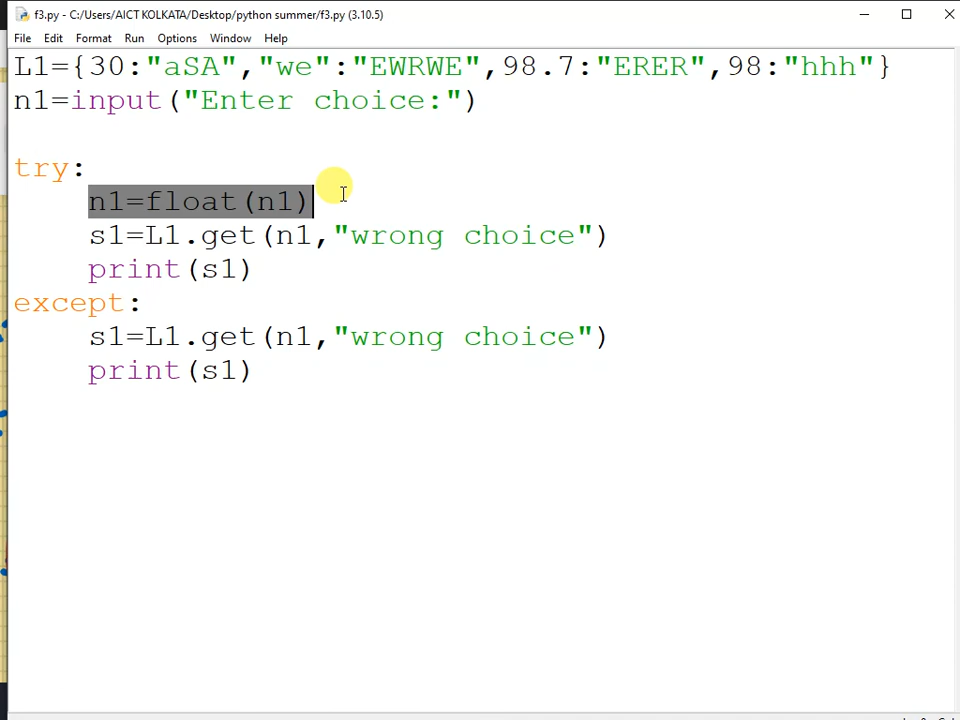 f3.py - C:/Users/AICT KOLKATA/Desktop/python summer/f3.py (3.10.5)
File Edit Format Run Options Window Help
L1={30:"aSA","we":"EWRWE",98.7:"ERER",98:"hhh"}
n1=input("Enter choice:")
try:
    n1=float(n1)
    s1=L1.get(n1,"wrong choice")
    print(s1)
except:
    s1=L1.get(n1,"wrong choice")
    print(s1)